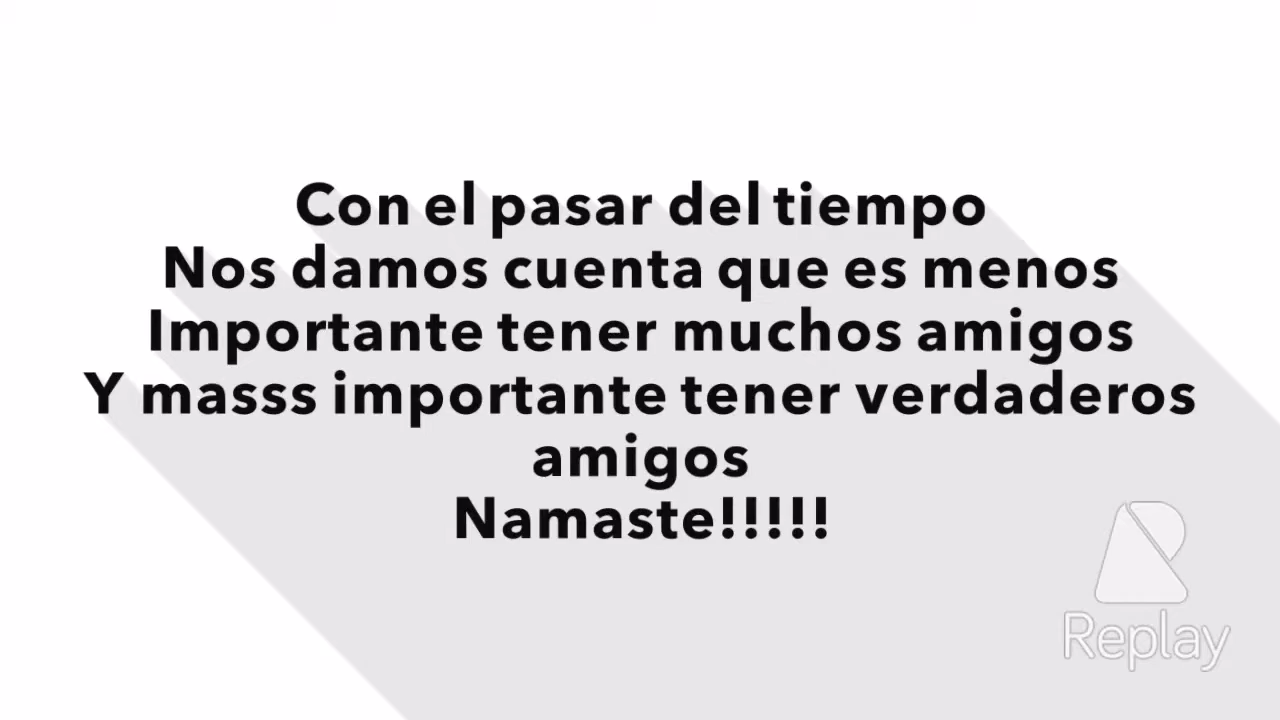 Con el pasar del tiempo
Nos damos cuenta que es menos
Importante tener muchos amigos
Y masss importante tener verdaderos
amigos
Namaste!!!!!
Replay